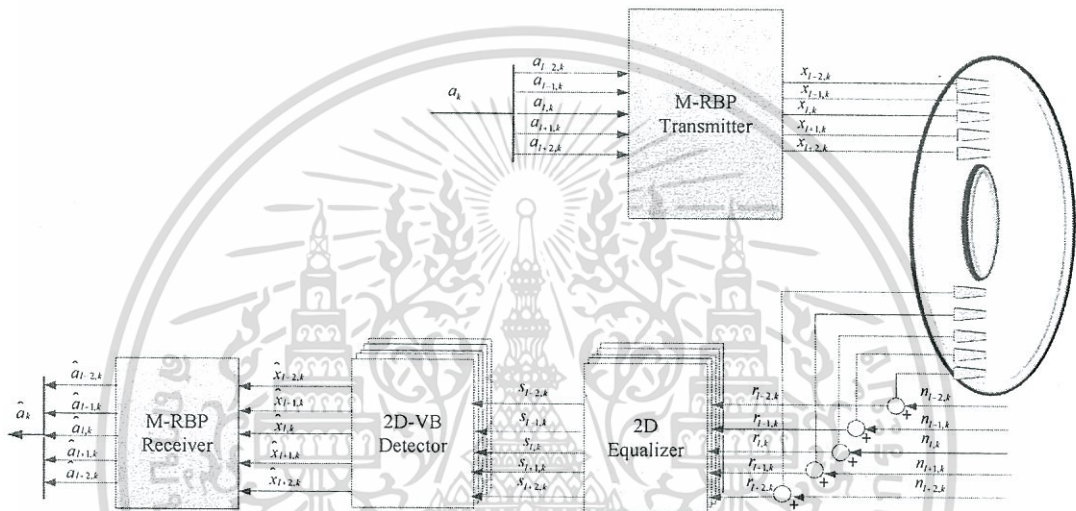 a_k
a_{l-2,k}
a_{l-1,k}
a_{l,k}
a_{l+1,k}
a_{l+2,k}
M-RBP
Transmitter
x_{l-2,k}
x_{l-1,k}
x_{l,k}
x_{l+1,k}
x_{l+2,k}
â_k
â_{l-2,k}
â_{l-1,k}
â_{l,k}
â_{l+1,k}
â_{l+2,k}
M-RBP
Receiver
x̂_{l-2,k}
x̂_{l-1,k}
x̂_{l,k}
x̂_{l+1,k}
x̂_{l+2,k}
2D-VB
Detector
s_{l-2,k}
s_{l-1,k}
s_{l,k}
s_{l+1,k}
s_{l+2,k}
2D
Equalizer
r_{l-2,k}
r_{l-1,k}
r_{l,k}
r_{l+1,k}
r_{l+2,k}
+
+
+
+
+
n_{l-2,k}
n_{l-1,k}
n_{l,k}
n_{l+1,k}
n_{l+2,k}